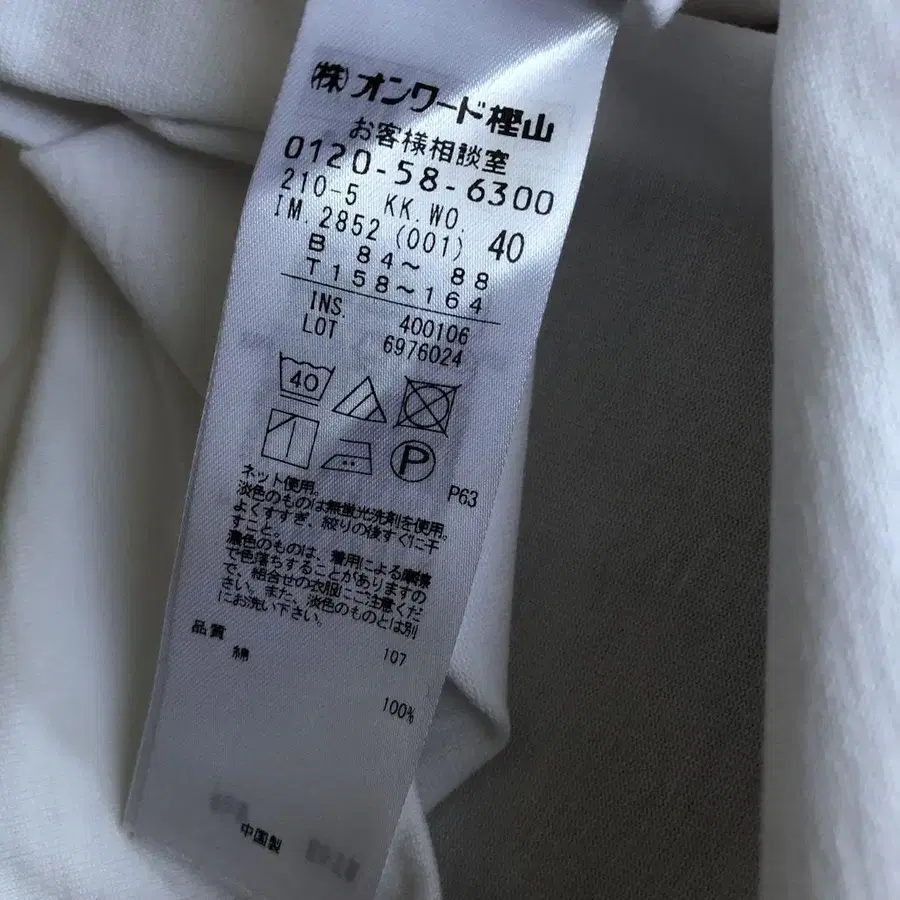 (株)オンワード樫山
お客様相談室
0120-58-6300
210-5 KK.WO.
IM.2852(001) 40
B 84～ 88
T158～164
INS. 400106
LOT 6976024
40
P
P63
ネット使用。
淡色のものは無蛍光洗剤を使用。
よくすすぎ、絞りの後すぐに干
すこと。
濃色のものは、着用による摩擦
で色落ちすることがありますの
で、組合せの衣服にご注意くだ
さい。また、淡色のものとは別
にお洗い下さい。
107
品質
綿
100%
中国製